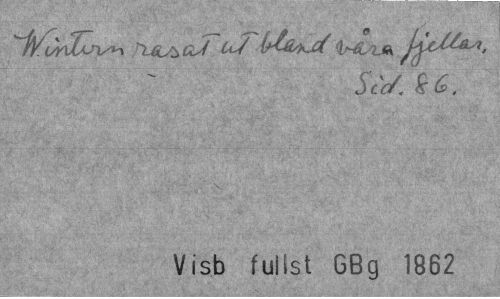 Wintern rasat ut bland våra fjellar.
Sid. 86.
Visb fullst GBg 1862